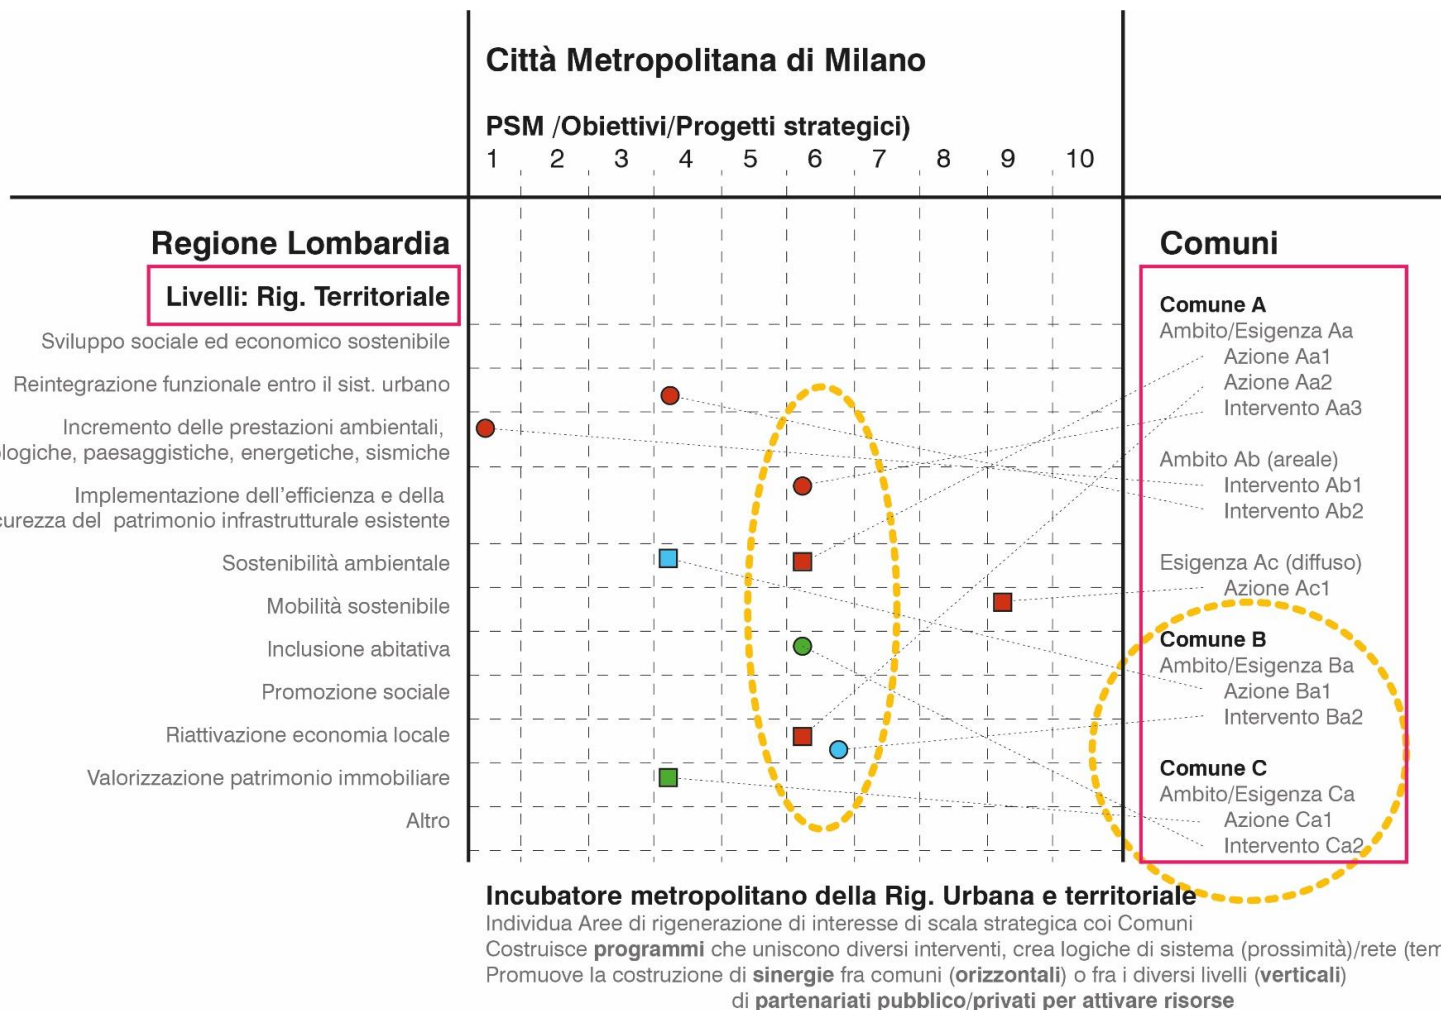 Città Metropolitana di Milano
PSM /Obiettivi/Progetti strategici)
1 2 3 4 5 6 7 8 9 10
Regione Lombardia
Livelli: Rig. Territoriale
Sviluppo sociale ed economico sostenibile
Reintegrazione funzionale entro il sist. urbano
Incremento delle prestazioni ambientali,
paesaggistiche, energetiche, sismiche
Implementazione dell'efficienza e della
del patrimonio infrastrutturale esistente
Sostenibilità ambientale
Mobilità sostenibile
Inclusione abitativa
Promozione sociale
Riattivazione economia locale
Valorizzazione patrimonio immobiliare
Altro
Comuni
Comune A
Ambito/Esigenza Aa
Azione Aa1
Azione Aa2
Intervento Aa3
Ambito Ab (areale)
Intervento Ab1
Intervento Ab2
Esigenza Ac (diffuso)
Azione Ac1
Comune B
Ambito/Esigenza Ba
Azione Ba1
Intervento Ba2
Comune C
Ambito/Esigenza Ca
Azione Ca1
Intervento Ca2
Incubatore metropolitano della Rig. Urbana e territoriale
Individua Aree di rigenerazione di interesse di scala strategica coi Comuni
Costruisce programmi che uniscono diversi interventi, crea logiche di sistema (prossimità)/rete
Promuove la costruzione di sinergie fra comuni (orizzontali) o fra i diversi livelli (verticali)
di partenariati pubblico/privati per attivare risorse